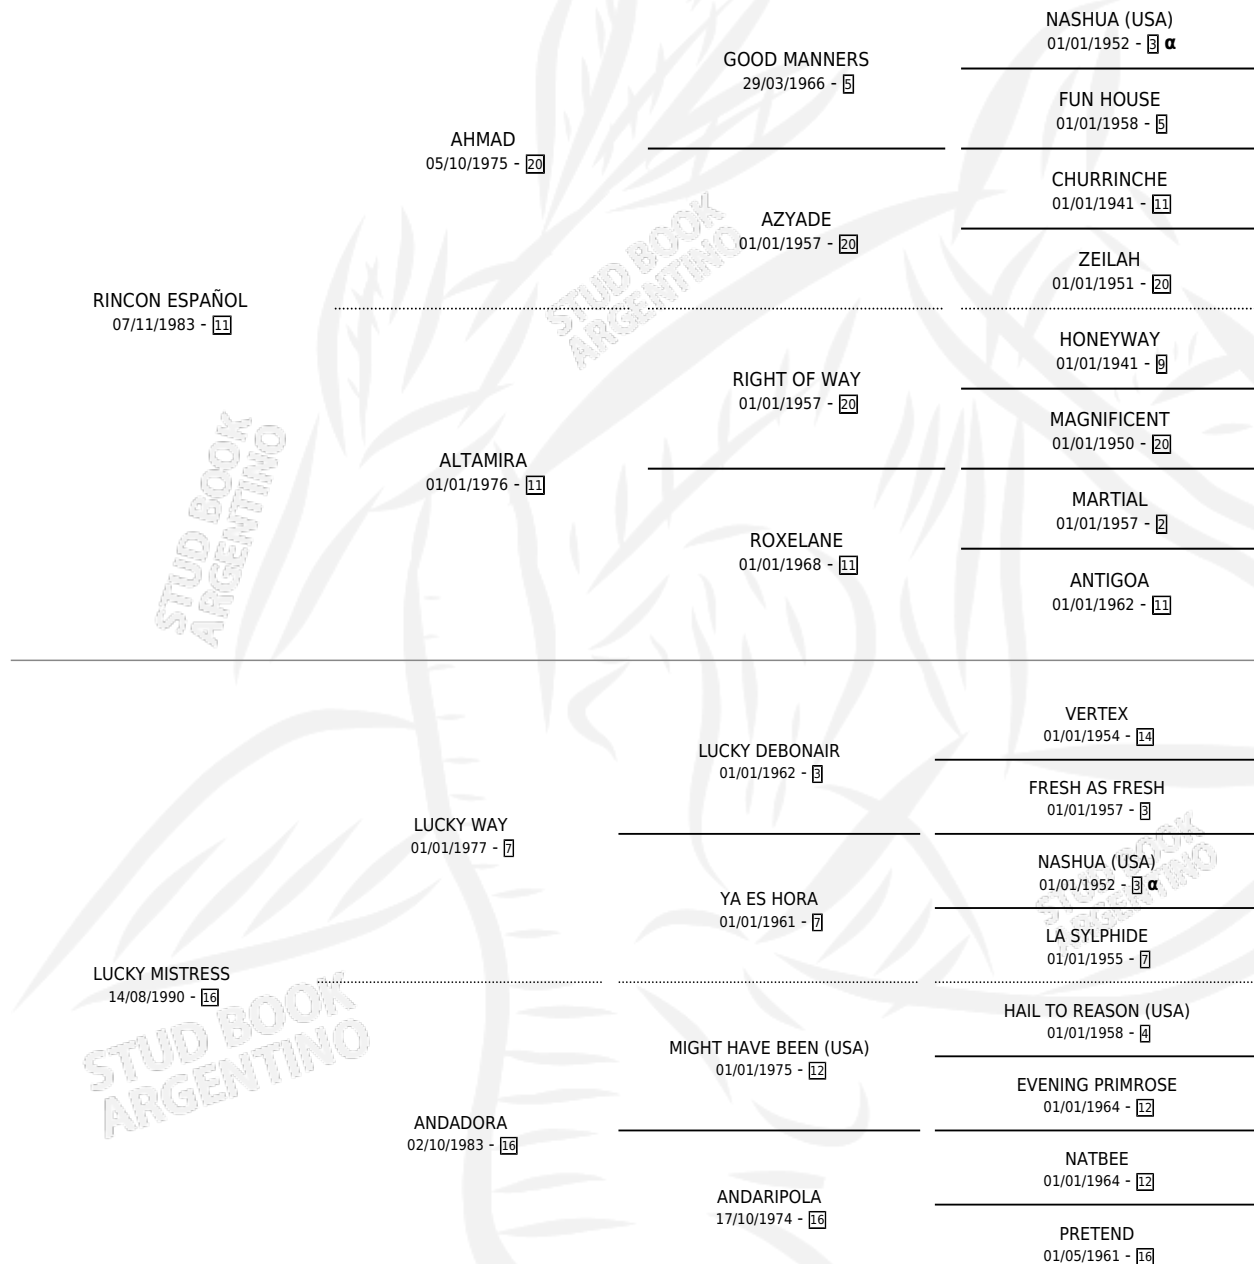 NASHUA (USA)
01/01/1952 - 3 α
GOOD MANNERS
29/03/1966 - 5
FUN HOUSE
01/01/1958 - 5
AHMAD
05/10/1975 - 20
CHURRINCHE
01/01/1941 - 11
AZYADE
01/01/1957 - 20
ZEILAH
01/01/1951 - 20
RINCON ESPAÑOL
07/11/1983 - 11
HONEYWAY
01/01/1941 - 9
RIGHT OF WAY
01/01/1957 - 20
MAGNIFICENT
01/01/1950 - 20
ALTAMIRA
01/01/1976 - 11
MARTIAL
01/01/1957 - 2
ROXELANE
01/01/1968 - 11
ANTIGOA
01/01/1962 - 11
STUD BOOK
ARGENTINO
STUD BOOK
ARGENTINO
VERTEX
01/01/1954 - 14
LUCKY DEBONAIR
01/01/1962 - 3
FRESH AS FRESH
01/01/1957 - 3
LUCKY WAY
01/01/1977 - 7
NASHUA (USA)
01/01/1952 - 3 α
YA ES HORA
01/01/1961 - 7
LA SYLPHIDE
01/01/1955 - 7
STUD BOOK
ARGENTINO
LUCKY MISTRESS
14/08/1990 - 16
HAIL TO REASON (USA)
01/01/1958 - 4
MIGHT HAVE BEEN (USA)
01/01/1975 - 12
EVENING PRIMROSE
01/01/1964 - 12
ANDADORA
02/10/1983 - 16
NATBEE
01/01/1964 - 12
ANDARIPOLA
17/10/1974 - 16
PRETEND
01/05/1961 - 16
STUD BOOK
ARGENTINO